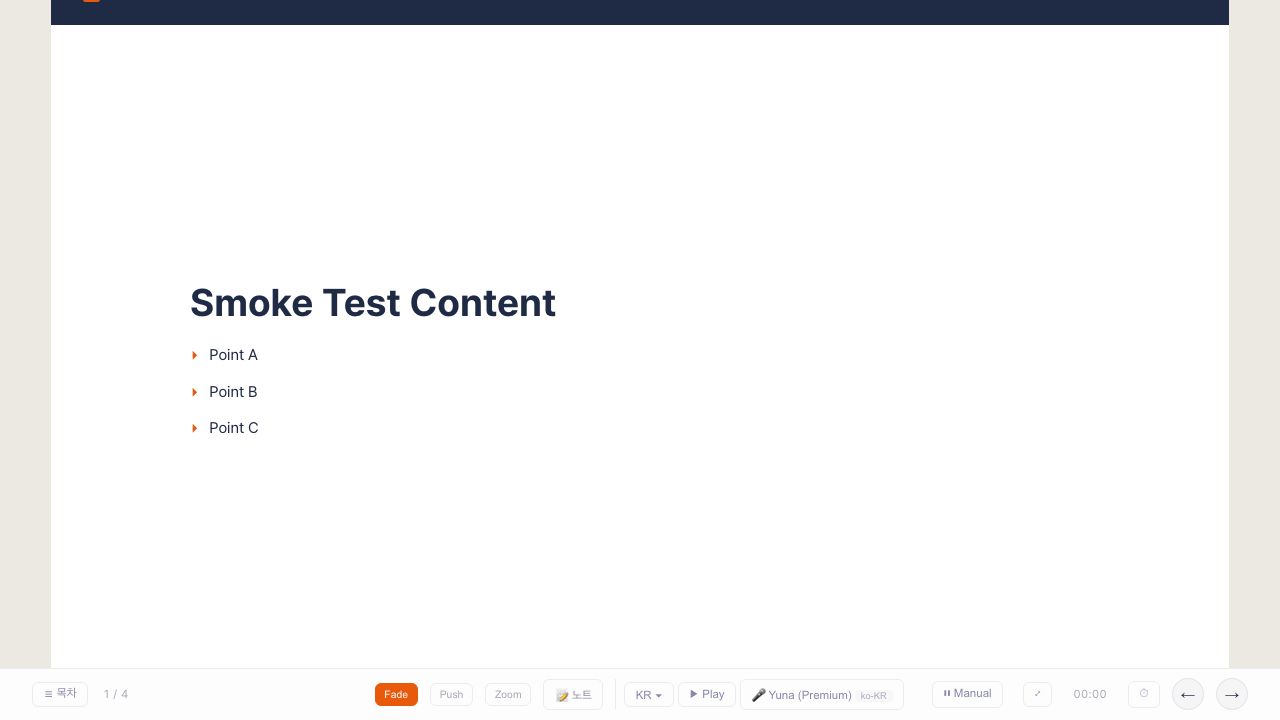 Smoke Test Content
Point A
Point B
Point C
≡ 목차 1 / 4 Fade Push Zoom 📝 노트 KR ▾ ▶ Play 🎤 Yuna (Premium) ko-KR ⏸ Manual ⤢ 00:00 ⏱ ← →